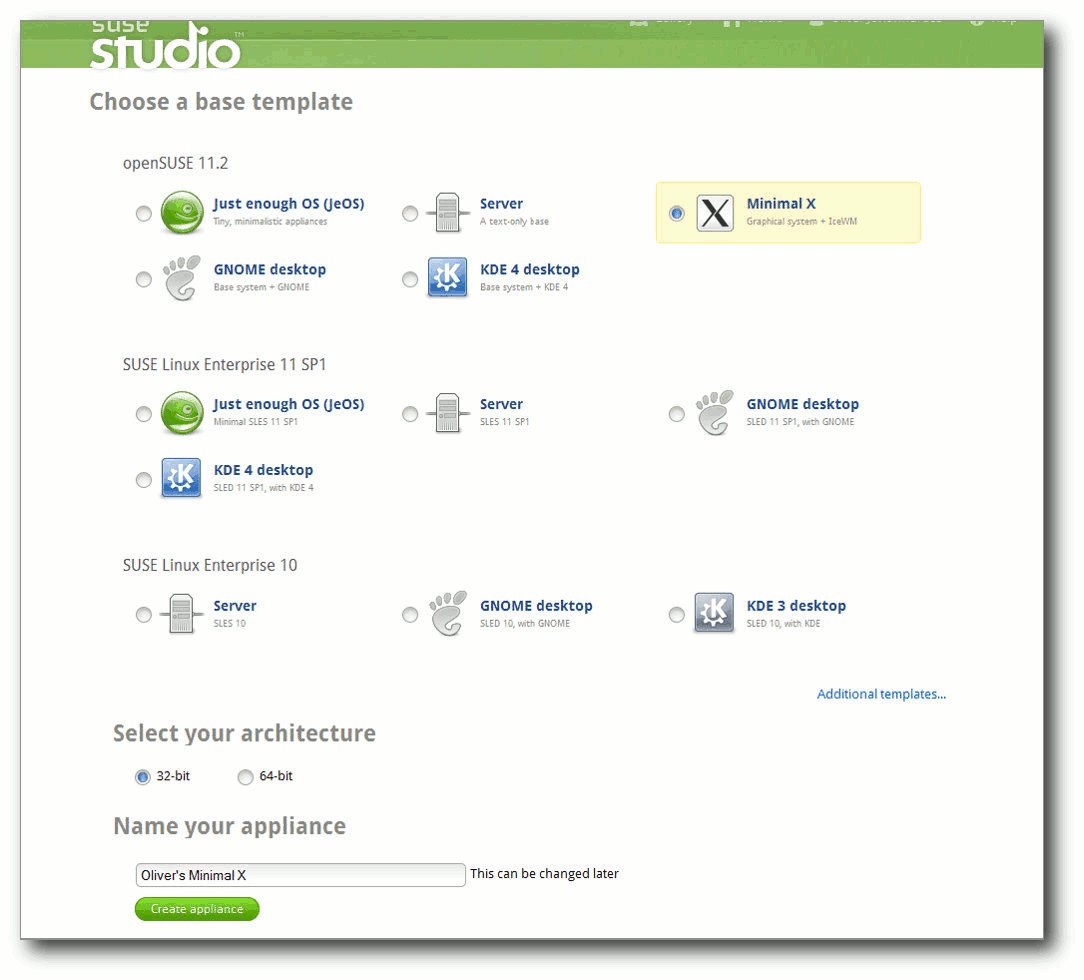 suse
studio™
Choose a base template
openSUSE 11.2
Just enough OS (JeOS)
Tiny, minimalistic appliances
Server
A text-only base
Minimal X
Graphical system + IceWM
GNOME desktop
Base system + GNOME
KDE 4 desktop
Base system + KDE 4
SUSE Linux Enterprise 11 SP1
Just enough OS (JeOS)
Minimal SLES 11 SP1
Server
SLES 11 SP1
GNOME desktop
SLED 11 SP1, with GNOME
KDE 4 desktop
SLED 11 SP1, with KDE 4
SUSE Linux Enterprise 10
Server
SLES 10
GNOME desktop
SLED 10, with GNOME
KDE 3 desktop
SLED 10, with KDE
Additional templates...
Select your architecture
32-bit
64-bit
Name your appliance
Oliver's Minimal X
This can be changed later
Create appliance